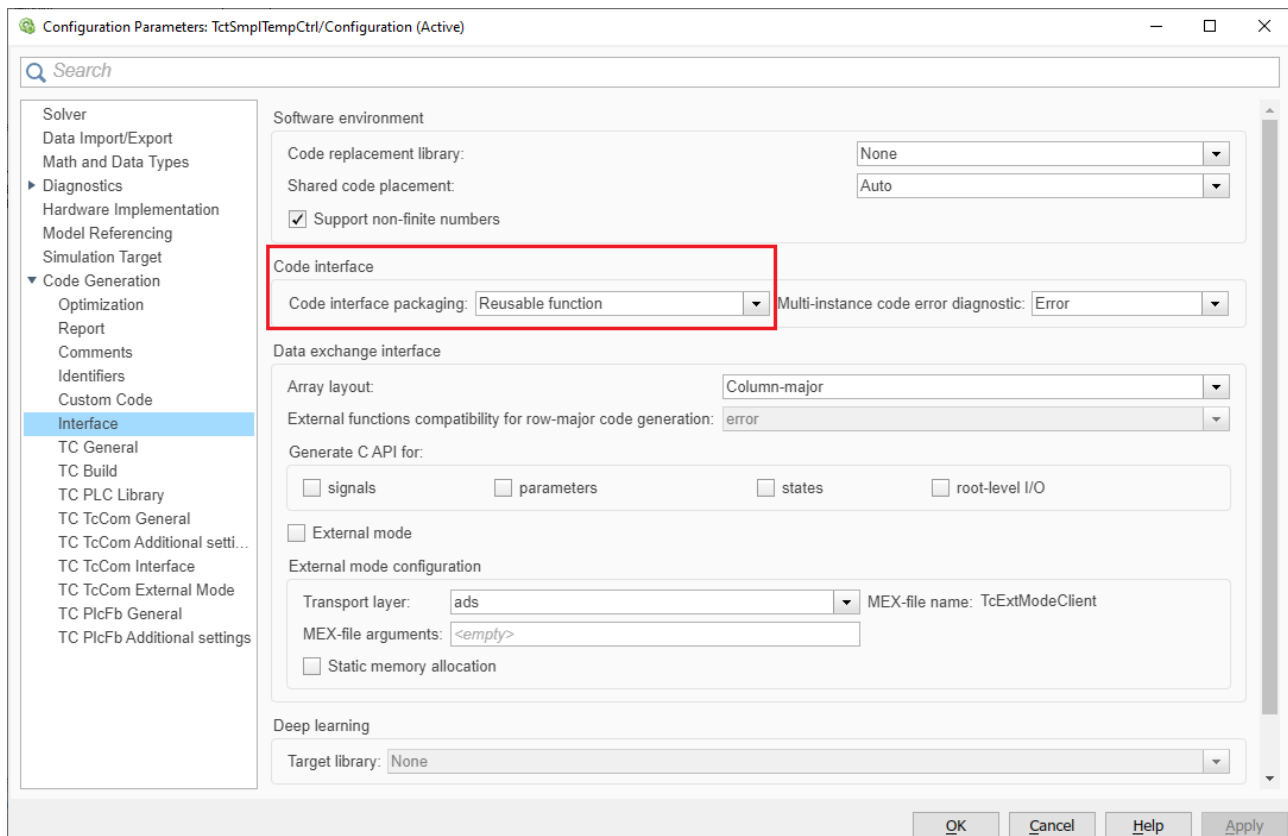 Configuration Parameters: TctSmplTempCtrl/Configuration (Active)
Search
Solver
Data Import/Export
Math and Data Types
Diagnostics
Hardware Implementation
Model Referencing
Simulation Target
Code Generation
Optimization
Report
Comments
Identifiers
Custom Code
Interface
TC General
TC Build
TC PLC Library
TC TcCom General
TC TcCom Additional setti...
TC TcCom Interface
TC TcCom External Mode
TC PlcFb General
TC PlcFb Additional settings
Software environment
Code replacement library: None
Shared code placement: Auto
Support non-finite numbers
Code interface
Code interface packaging: Reusable function Multi-instance code error diagnostic: Error
Data exchange interface
Array layout: Column-major
External functions compatibility for row-major code generation: error
Generate C API for:
signals parameters states root-level I/O
External mode
External mode configuration
Transport layer: ads MEX-file name: TcExtModeClient
MEX-file arguments: <empty>
Static memory allocation
Deep learning
Target library: None
OK Cancel Help Apply